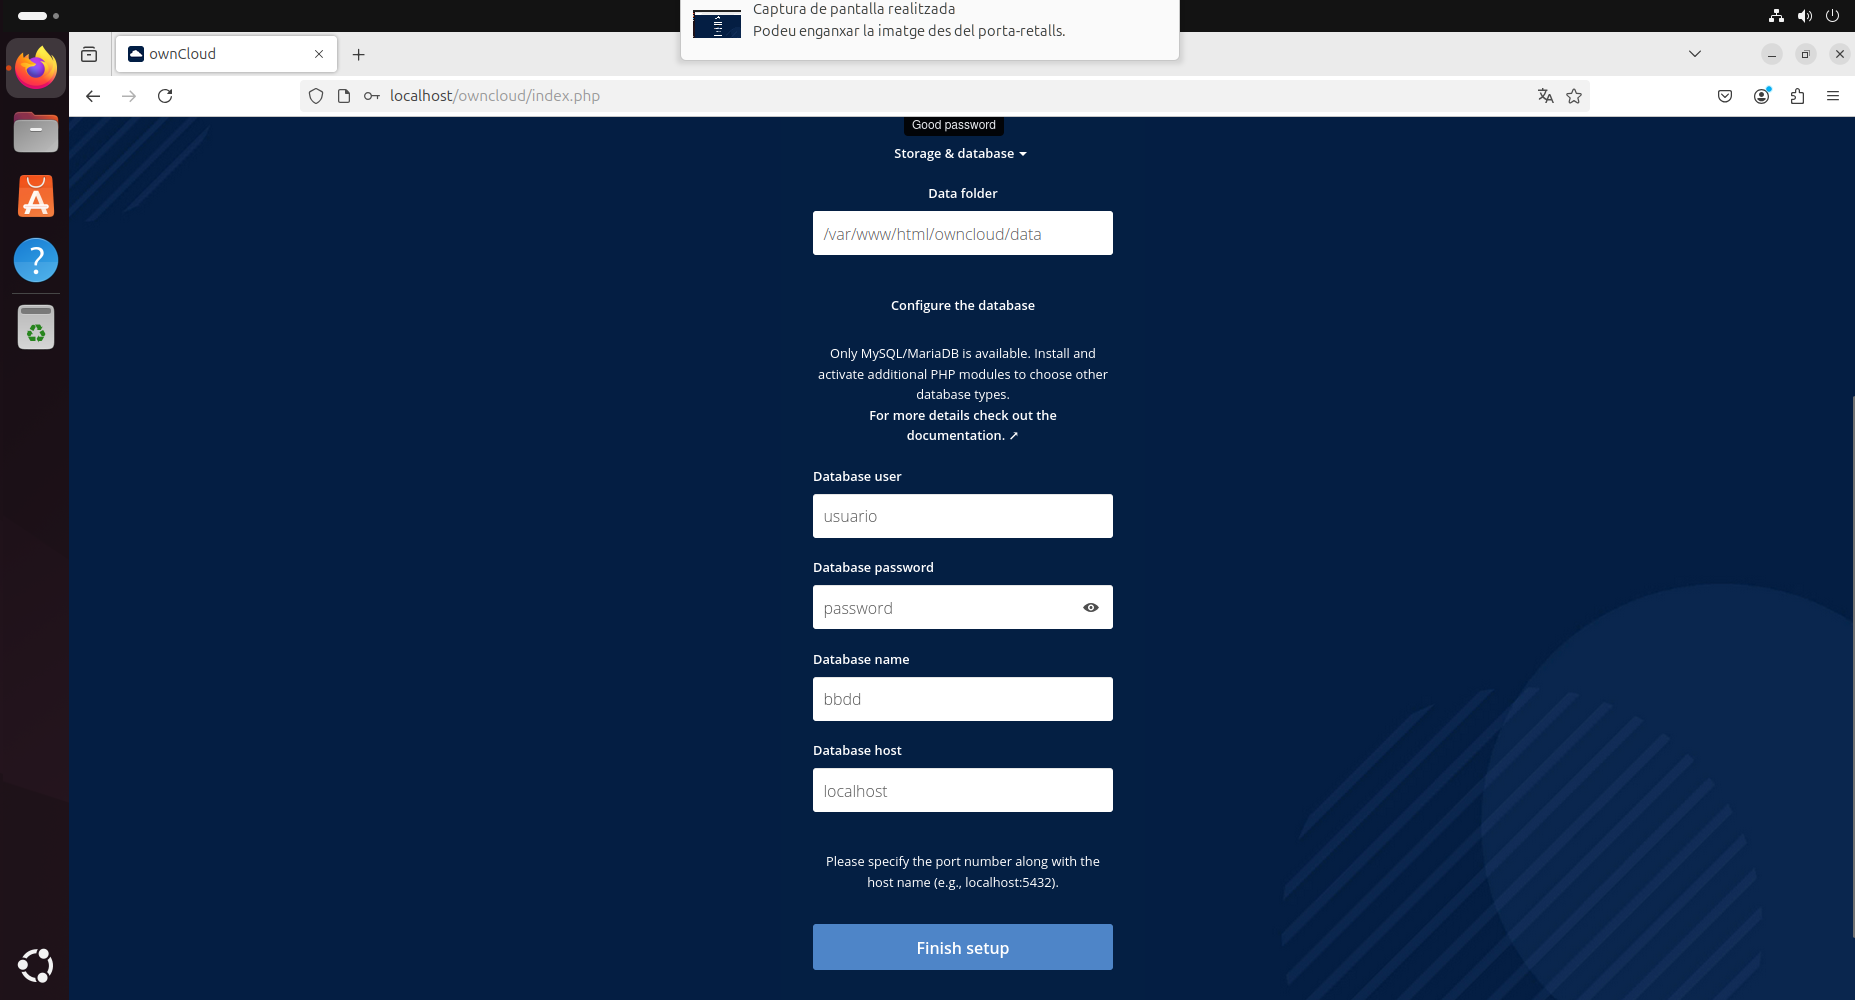 Captura de pantalla realitzada
Podeu enganxar la imatge des del porta-retalls.
ownCloud
localhost/owncloud/index.php
Good password
Storage & database
Data folder
/var/www/html/owncloud/data
Configure the database
Only MySQL/MariaDB is available. Install and
activate additional PHP modules to choose other
database types.
For more details check out the
documentation. ↗
Database user
usuario
Database password
password
Database name
bbdd
Database host
localhost
Please specify the port number along with the
host name (e.g., localhost:5432).
Finish setup